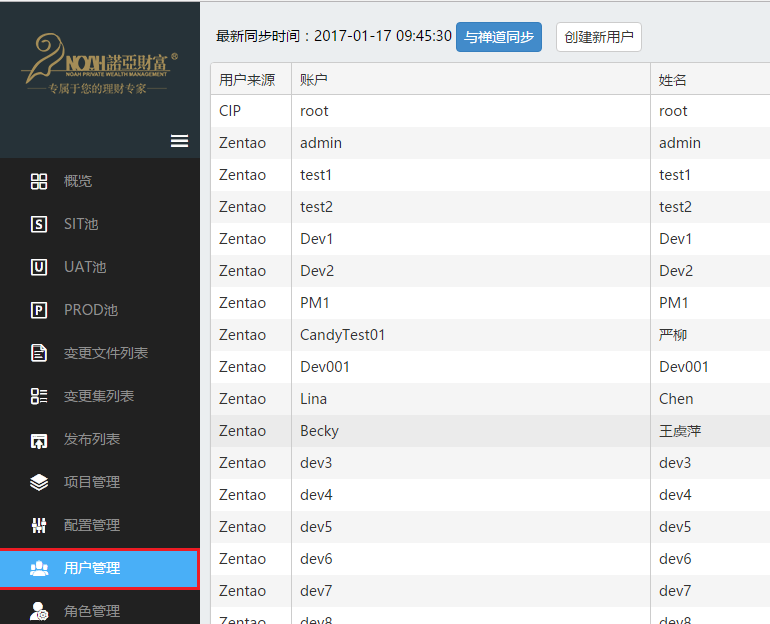 NOAH 諾亞財富®
NOAH PRIVATE WEALTH MANAGEMENT
专属于您的理财专家
概览
SIT池
UAT池
PROD池
变更文件列表
变更集列表
发布列表
项目管理
配置管理
用户管理
角色管理
最新同步时间：2017-01-17 09:45:30 与禅道同步 创建新用户
用户来源 账户 姓名
CIP root root
Zentao admin admin
Zentao test1 test1
Zentao test2 test2
Zentao Dev1 Dev1
Zentao Dev2 Dev2
Zentao PM1 PM1
Zentao CandyTest01 严柳
Zentao Dev001 Dev001
Zentao Lina Chen
Zentao Becky 王虞萍
Zentao dev3 dev3
Zentao dev4 dev4
Zentao dev5 dev5
Zentao dev6 dev6
Zentao dev7 dev7
Zentao dev8 dev8